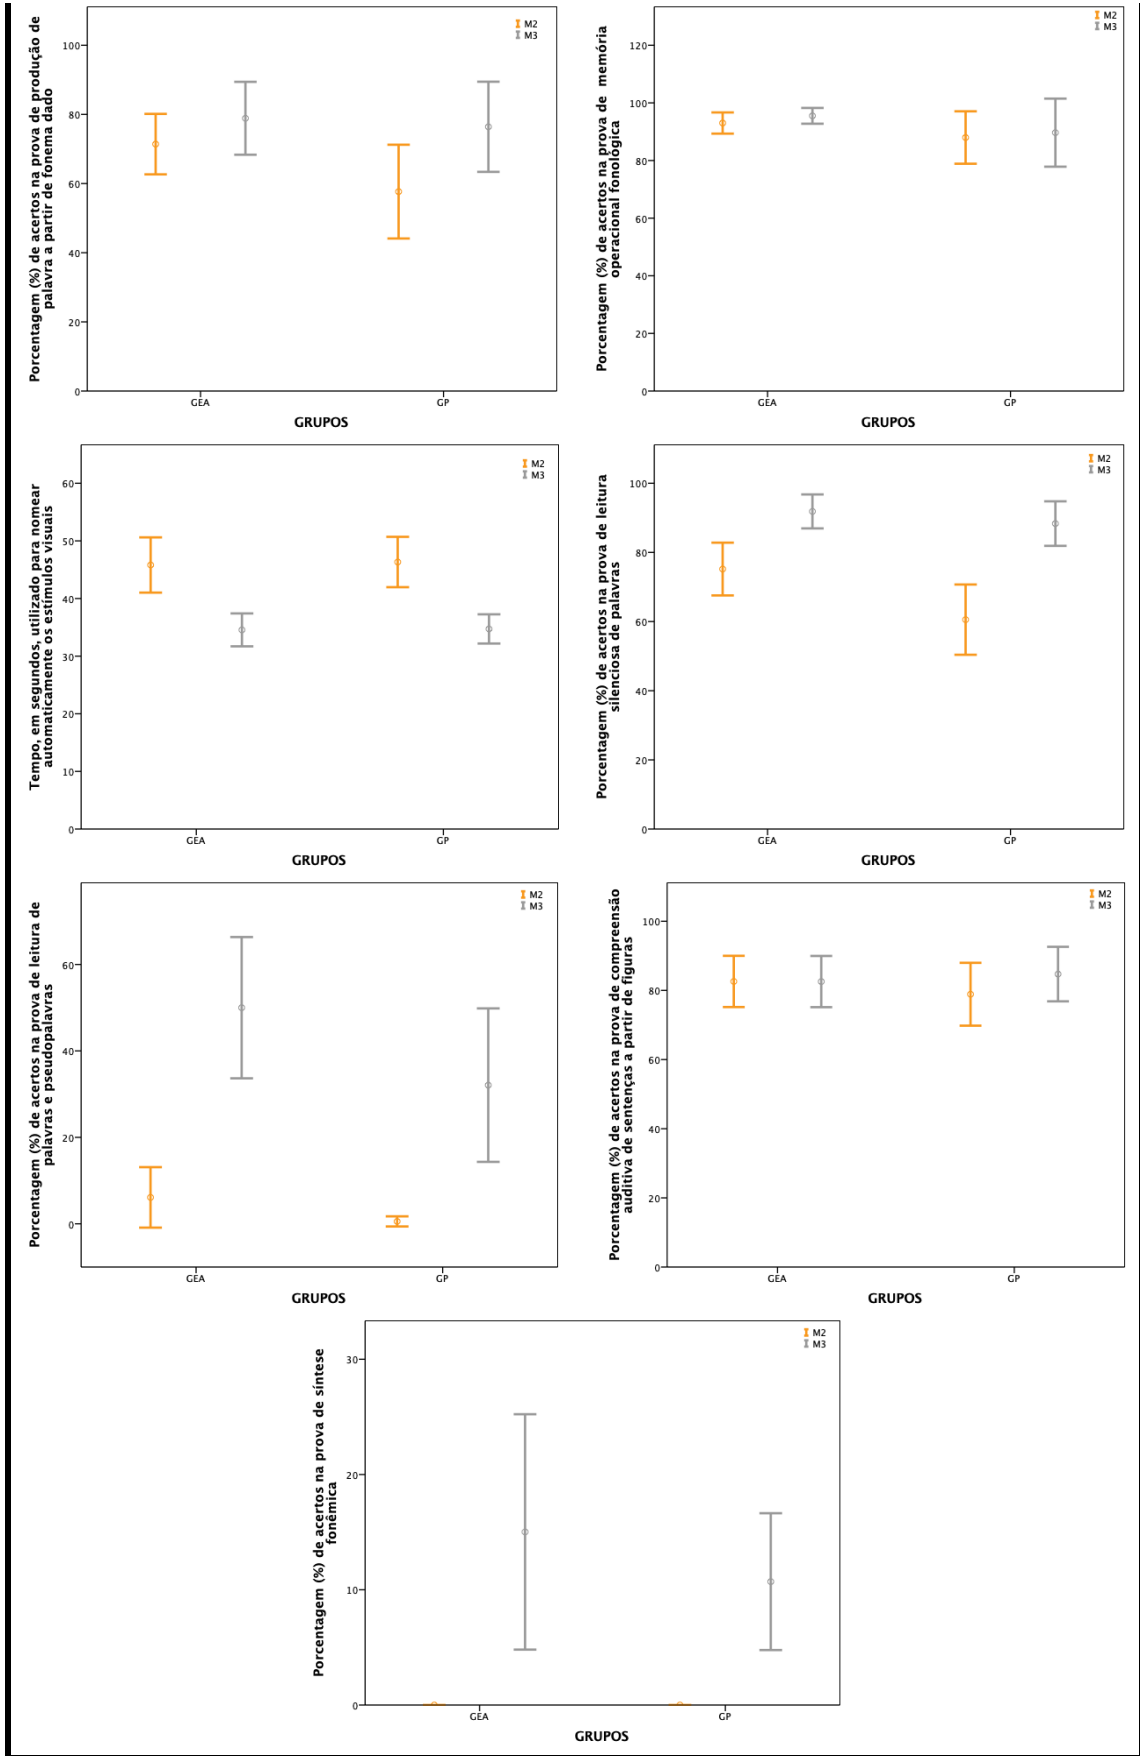 Porcentagem (%) de acertos na prova de produção de
palavra a partir de fonema dado
M2
M3
100
80
60
40
20
0
GEA
GP
GRUPOS
Porcentagem (%) de acertos na prova de memória
operacional fonológica
M2
M3
120
100
80
60
40
20
0
GEA
GP
GRUPOS
Tempo, em segundos, utilizado para nomear
automaticamente os estímulos visuais
M2
M3
60
50
40
30
20
10
0
GEA
GP
GRUPOS
Porcentagem (%) de acertos na prova de leitura
silenciosa de palavras
M2
M3
100
80
60
40
20
0
GEA
GP
GRUPOS
Porcentagem (%) de acertos na prova de leitura de
palavras e pseudopalavras
M2
M3
60
40
20
0
GEA
GP
GRUPOS
Porcentagem (%) de acertos na prova de compreensão
auditiva de sentenças a partir de figuras
M2
M3
100
80
60
40
20
0
GEA
GP
GRUPOS
Porcentagem (%) de acertos na prova de síntese
fonêmica
M2
M3
30
20
10
0
GEA
GP
GRUPOS